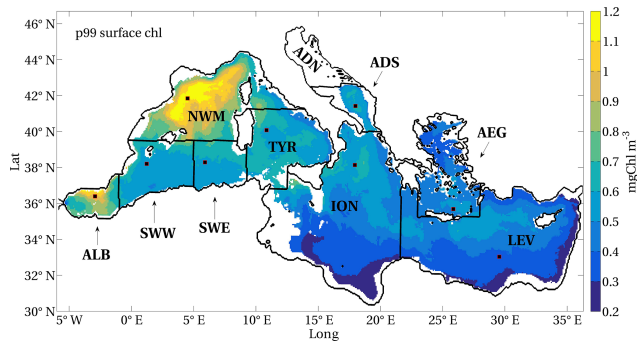 p99 surface chl
46° N
44° N
42° N
40° N
38° N
36° N
34° N
32° N
30° N
Lat
5° W
0° E
5° E
10° E
15° E
20° E
25° E
30° E
35° E
Long
ADN
ADS
NWM
AEG
TYR
ION
LEV
ALB
SWW
SWE
1.2
1.1
1
0.9
0.8
0.7
0.6
0.5
0.4
0.3
0.2
mgChl m⁻³